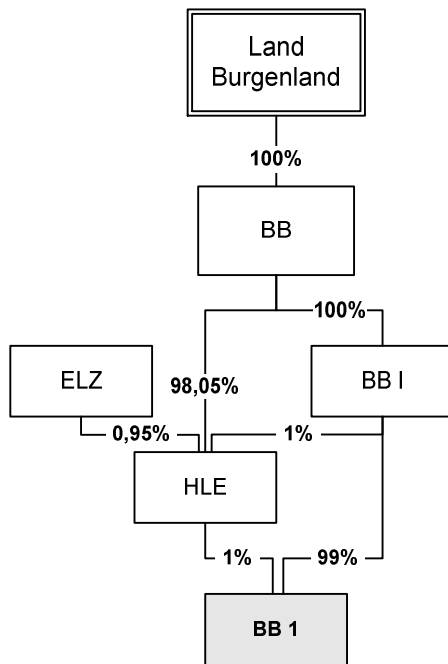 Land
Burgenland
100%
BB
100%
ELZ
98,05%
BB I
0,95%
1%
HLE
1%
99%
BB 1